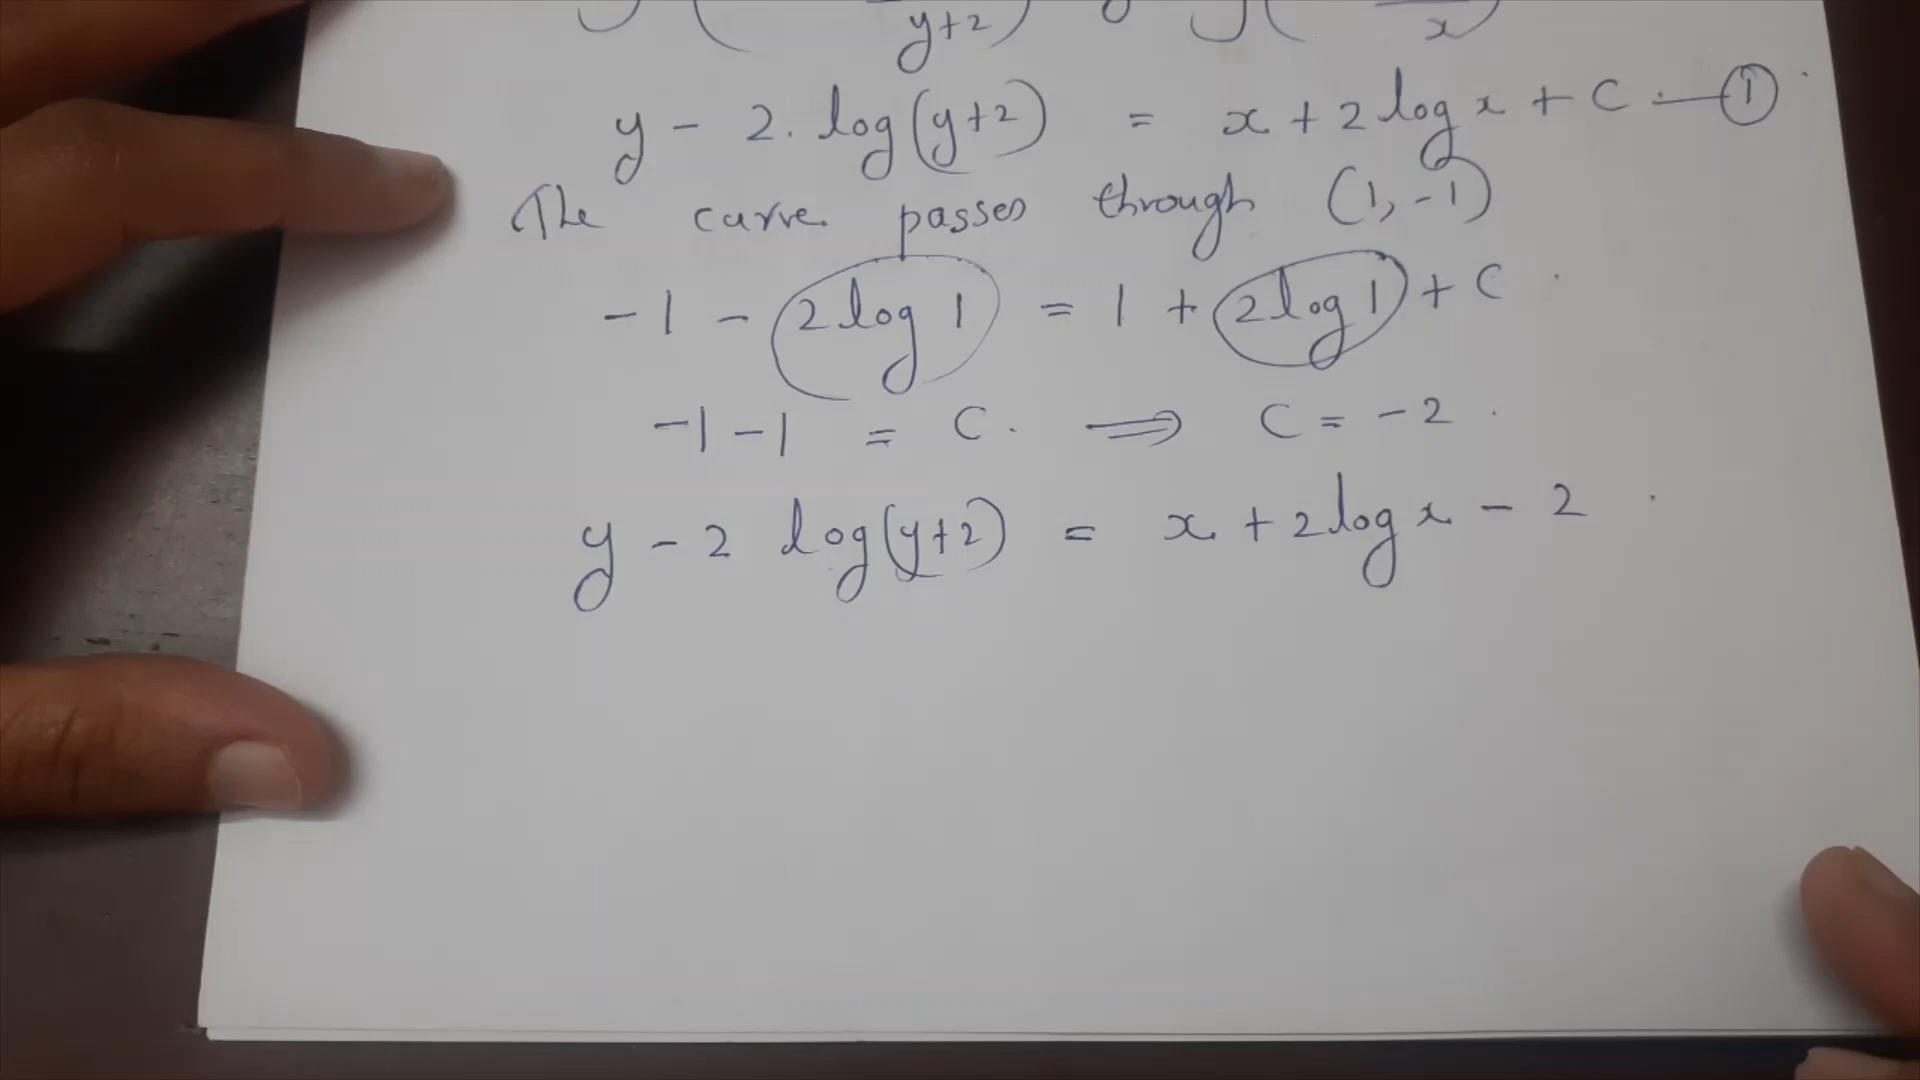 y+2) x
y - 2. log(y+2) = x + 2 log x + C. — ①
The curve passes through (1, -1)
-1 - 2 log 1 = 1 + 2 log 1 + C
-1 -1 = C. ⟹ C = -2
y - 2 log(y+2) = x + 2 log x - 2